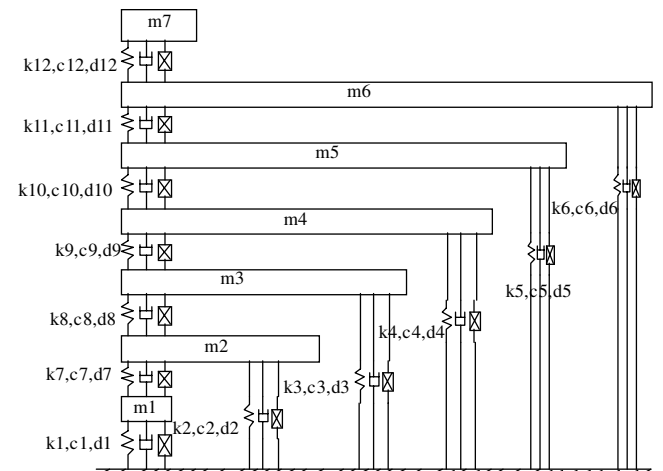 m7
k12,c12,d12
m6
k11,c11,d11
m5
k10,c10,d10
k6,c6,d6
m4
k9,c9,d9
k5,c5,d5
m3
k8,c8,d8
k4,c4,d4
m2
k7,c7,d7
k3,c3,d3
m1
k2,c2,d2
k1,c1,d1